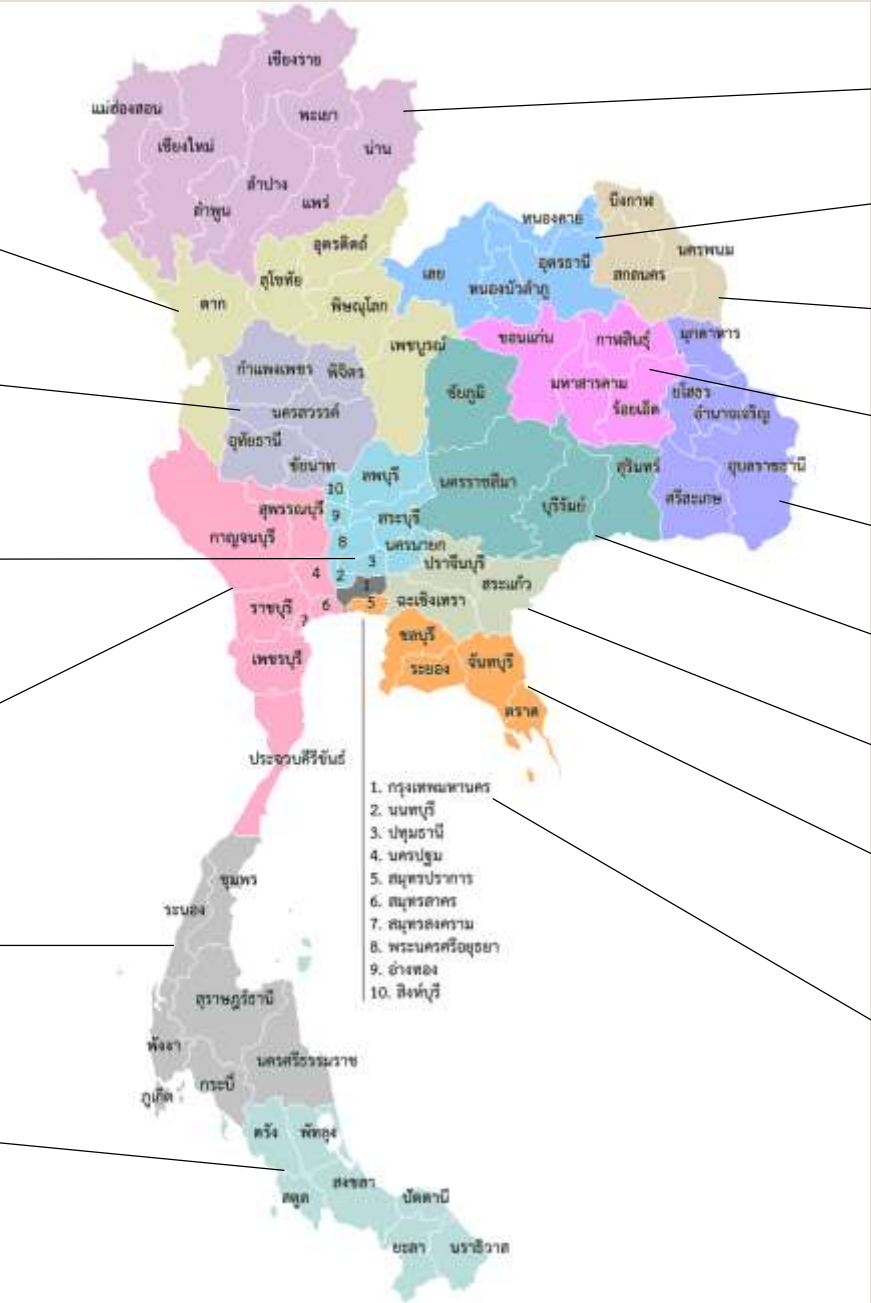 เชียงราย
แม่ฮ่องสอน
พะเยา
เชียงใหม่
น่าน
ลำปาง
แพร่
ลำพูน
บึงกาฬ
หนองคาย
อุตรดิตถ์
นครพนม
อุดรธานี
เลย
สกลนคร
สุโขทัย
หนองบัวลำภู
ตาก
พิษณุโลก
มุกดาหาร
ขอนแก่น
กาฬสินธุ์
เพชรบูรณ์
กำแพงเพชร
พิจิตร
มหาสารคาม
ชัยภูมิ
ยโสธร
ร้อยเอ็ด
อำนาจเจริญ
นครสวรรค์
อุทัยธานี
ชัยนาท
สุรินทร์
อุบลราชธานี
ลพบุรี
นครราชสีมา
10
ศรีสะเกษ
สุพรรณบุรี
9
สระบุรี
บุรีรัมย์
กาญจนบุรี
8
นครนายก
3
ปราจีนบุรี
4
2
1
สระแก้ว
ราชบุรี
6
5
ฉะเชิงเทรา
7
ชลบุรี
เพชรบุรี
ระยอง
จันทบุรี
ตราด
ประจวบคีรีขันธ์
1. กรุงเทพมหานคร
2. นนทบุรี
3. ปทุมธานี
4. นครปฐม
5. สมุทรปราการ
6. สมุทรสาคร
7. สมุทรสงคราม
8. พระนครศรีอยุธยา
9. อ่างทอง
10. สิงห์บุรี
ชุมพร
ระนอง
สุราษฎร์ธานี
พังงา
นครศรีธรรมราช
กระบี่
ภูเก็ต
ตรัง
พัทลุง
สงขลา
สตูล
ปัตตานี
ยะลา
นราธิวาส